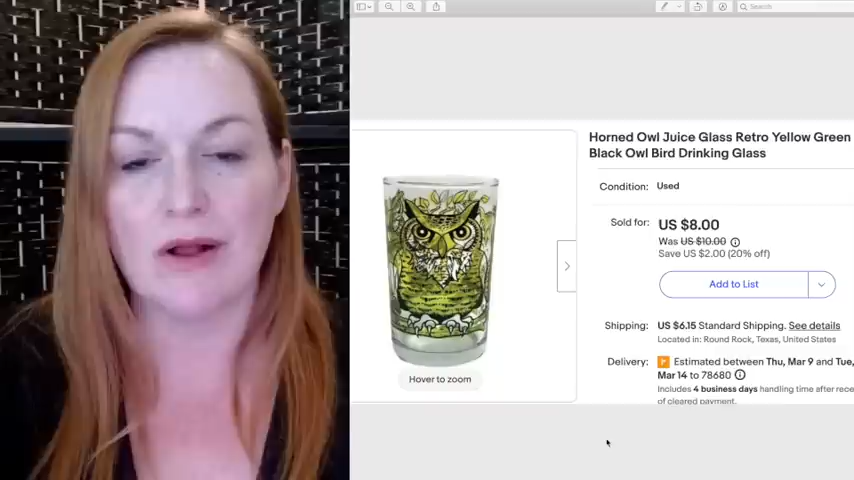 Search
Horned Owl Juice Glass Retro Yellow Green
Black Owl Bird Drinking Glass
Condition: Used
Sold for: US $8.00
Was US $10.00
Save US $2.00 (20% off)
Add to List
Shipping: US $6.15 Standard Shipping. See details
Located in: Round Rock, Texas, United States
Delivery: Estimated between Thu, Mar 9 and Tue,
Mar 14 to 78680
Includes 4 business days handling time after rece
of cleared payment.
Hover to zoom